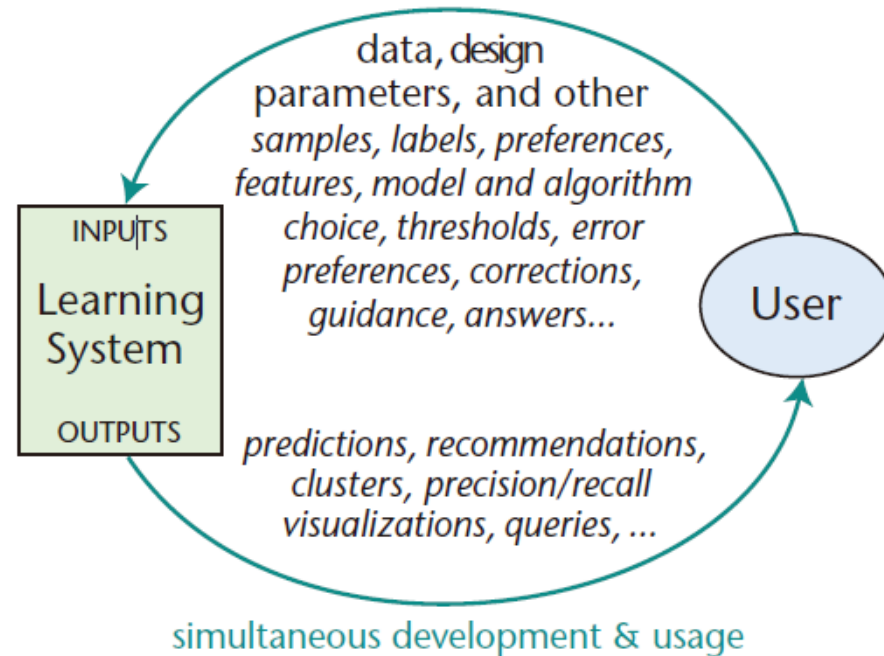 data, design
parameters, and other
samples, labels, preferences,
features, model and algorithm
choice, thresholds, error
preferences, corrections,
guidance, answers...
INPUTS
Learning
System
OUTPUTS
User
predictions, recommendations,
clusters, precision/recall
visualizations, queries, ...
simultaneous development & usage